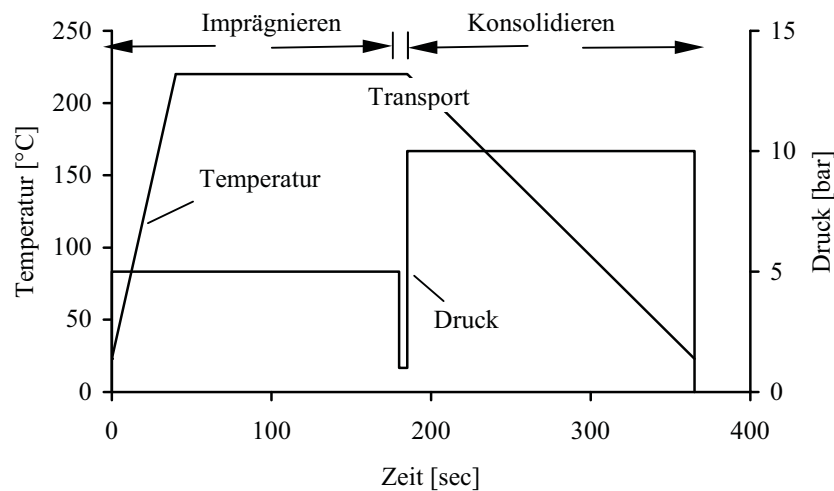 Imprägnieren Konsolidieren
250
200
150
100
50
0
Temperatur [°C]
15
10
5
0
Druck [bar]
Transport
Temperatur
Druck
0 100 200 300 400
Zeit [sec]